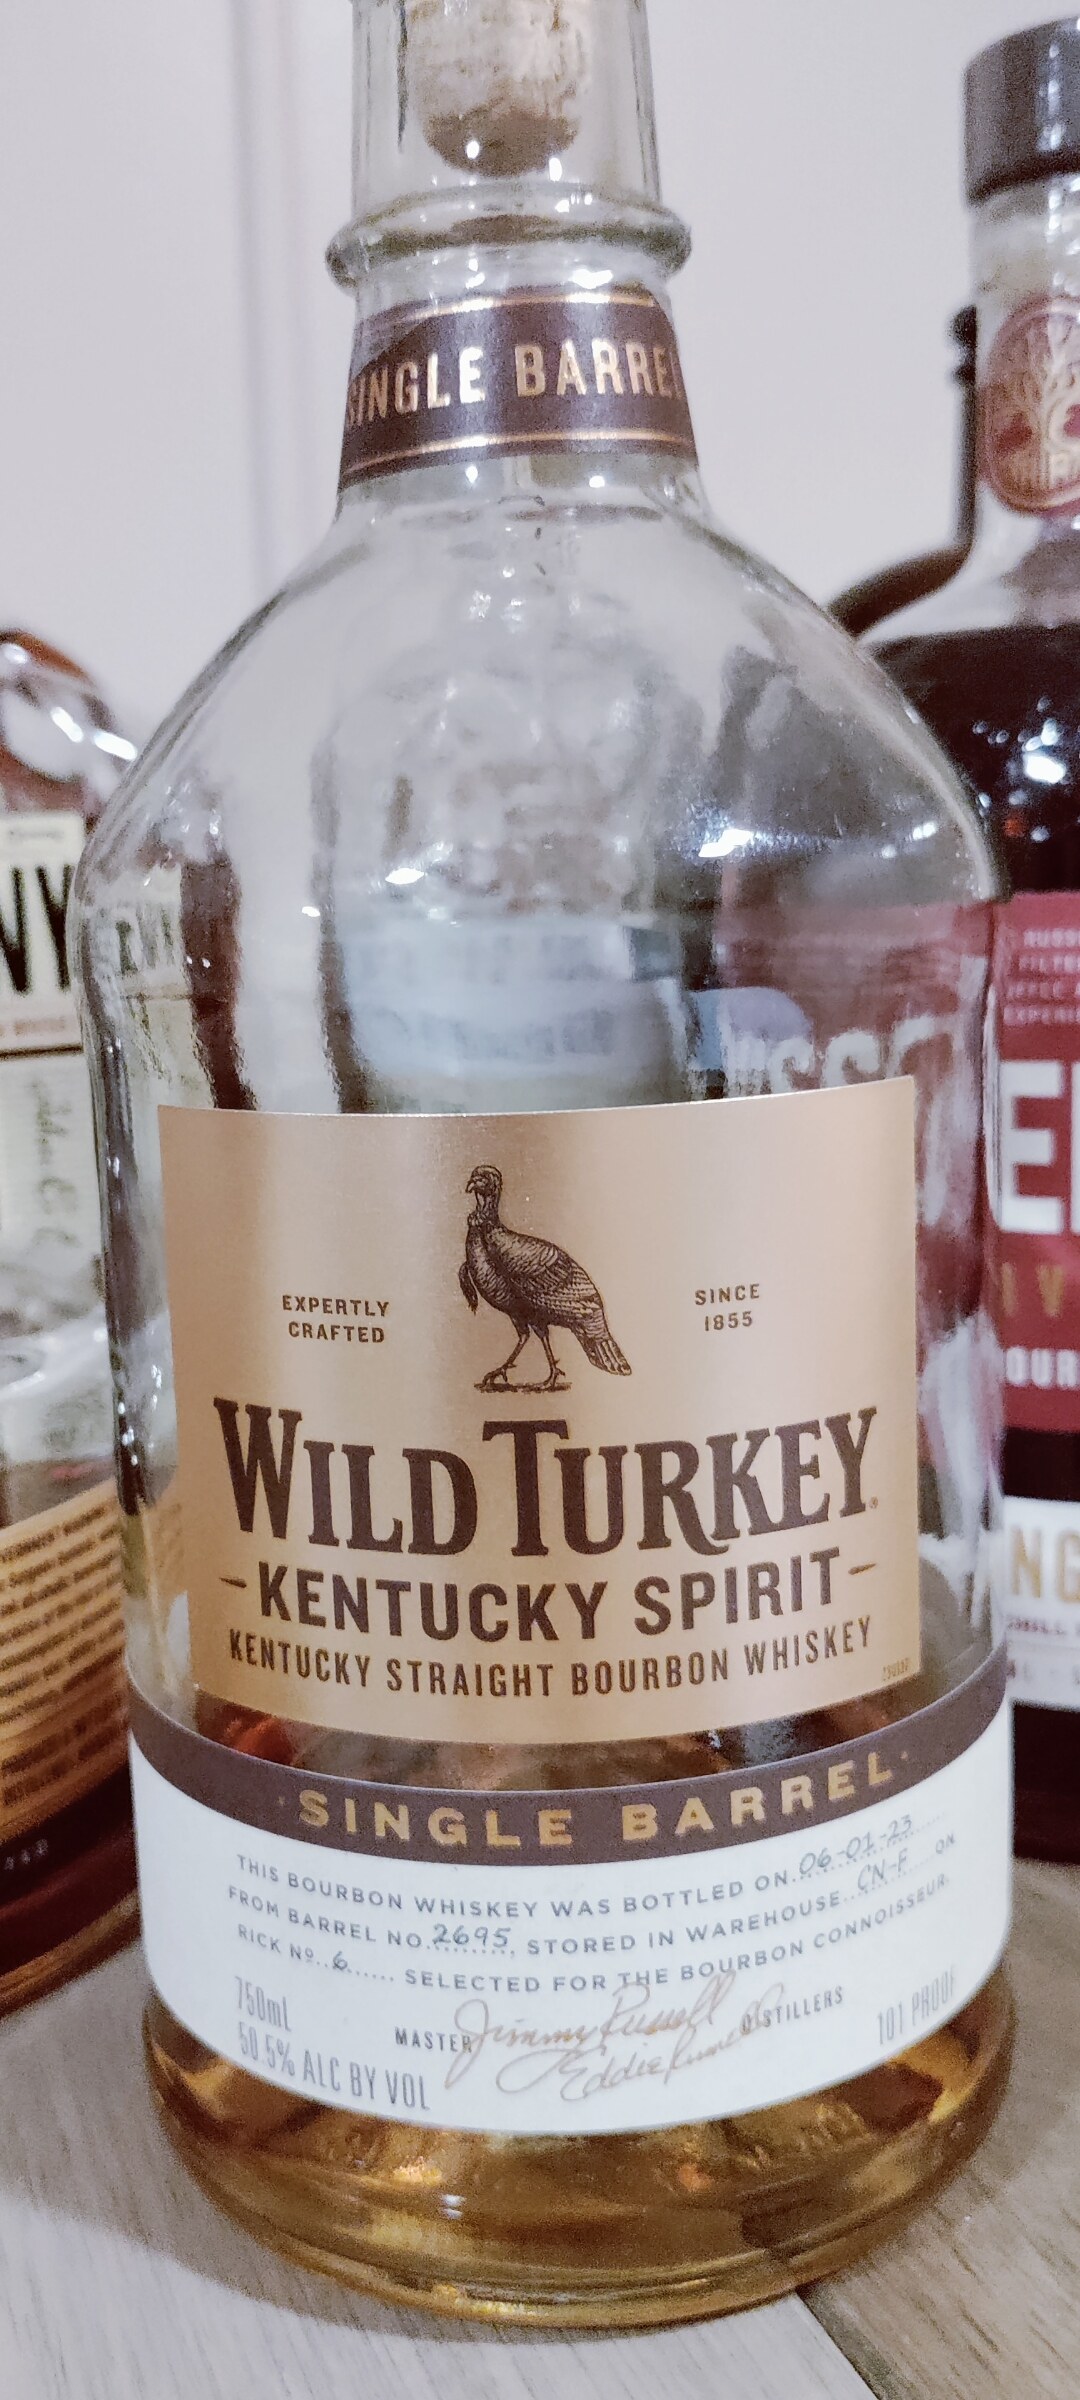 SINGLE BARREL
EXPERTLY
CRAFTED
SINCE
1855
WILD TURKEY
-KENTUCKY SPIRIT-
KENTUCKY STRAIGHT BOURBON WHISKEY
·SINGLE BARREL·
THIS BOURBON WHISKEY WAS BOTTLED ON 06-01-23
FROM BARREL NO. 2695, STORED IN WAREHOUSE CN-F ON
RICK Nº. 6 SELECTED FOR THE BOURBON CONNOISSEUR.
750mL
50.5% ALC BY VOL
MASTER Jimmy Russell DISTILLERS
Eddie Russell
101 PROOF